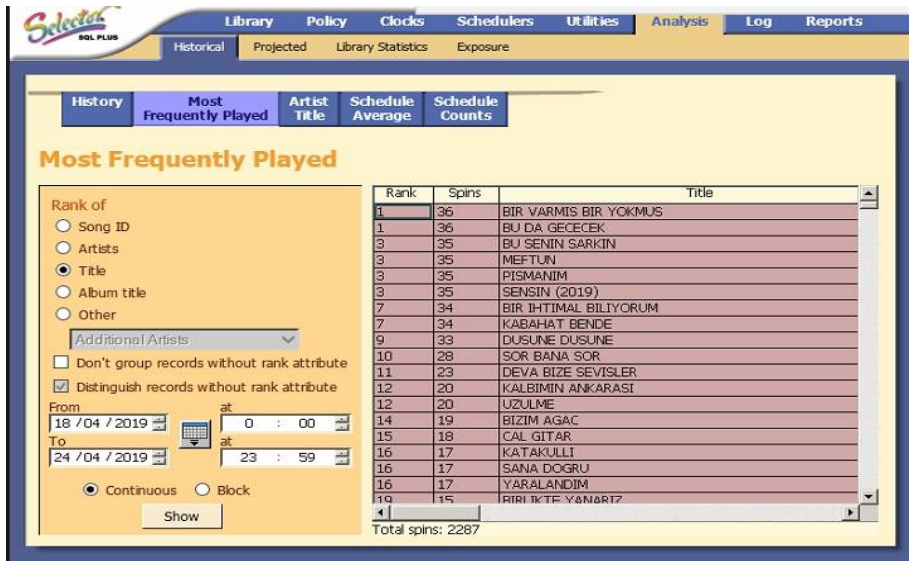 Selector
SQL PLUS
Library Policy Clocks Schedulers Utilities Analysis Log Reports
Historical Projected Library Statistics Exposure
History Most Frequently Played Artist Title Schedule Average Schedule Counts
Most Frequently Played
Rank of
Song ID
Artists
Title
Album title
Other
Additional Artists
Don't group records without rank attribute
Distinguish records without rank attribute
From at
18 / 04 / 2019 0 : 00
To at
24 / 04 / 2019 23 : 59
Continuous Block
Show
Rank Spins Title
1 36 BIR VARMIS BIR YOKMUS
1 36 BU DA GECECEK
3 35 BU SENIN SARKIN
3 35 MEFTUN
3 35 PISMANIM
3 35 SENSIN (2019)
7 34 BIR IHTIMAL BILIYORUM
7 34 KABAHAT BENDE
9 33 DUSUNE DUSUNE
10 28 SOR BANA SOR
11 23 DEVA BIZE SEVISLER
12 20 KALBIMIN ANKARASI
12 20 UZULME
14 19 BIZIM AGAC
15 18 CAL GITAR
16 17 KATAKULLI
16 17 SANA DOGRU
16 17 YARALANDIM
19 15 BIRLIKTE YANARIZ
Total spins: 2287